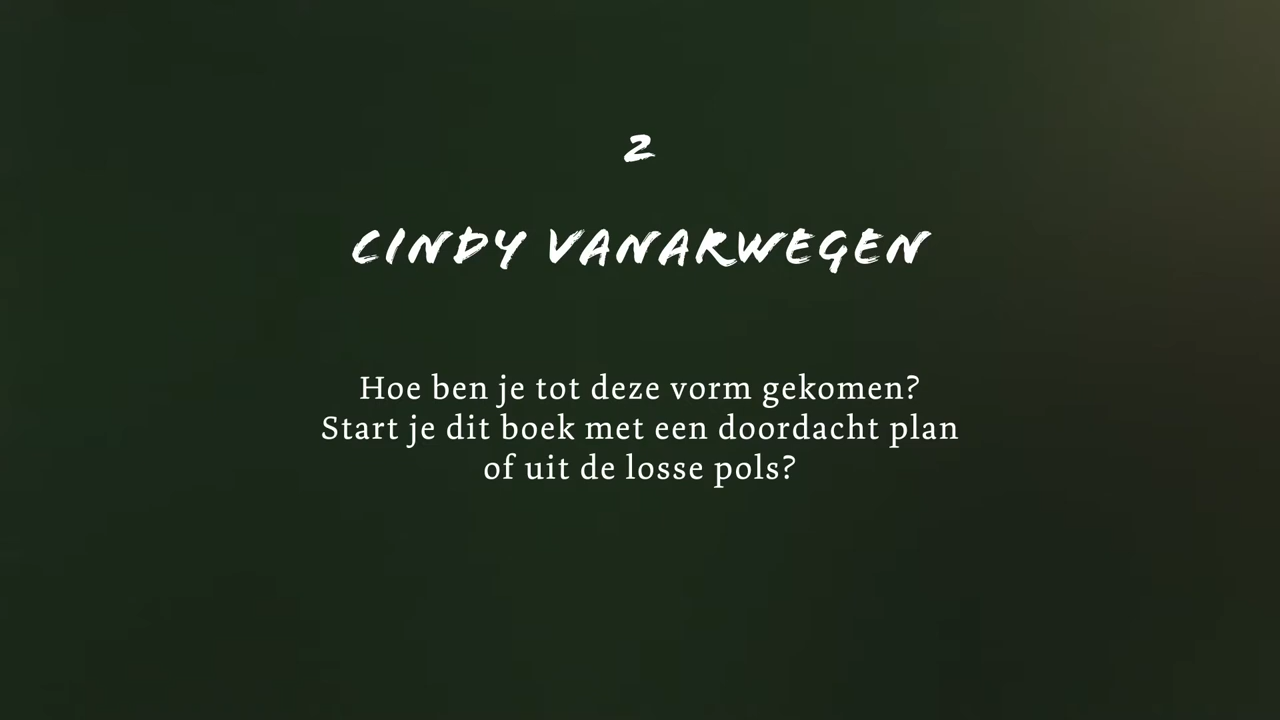 2
CINDY VANARWEGEN
Hoe ben je tot deze vorm gekomen?
Start je dit boek met een doordacht plan
of uit de losse pols?